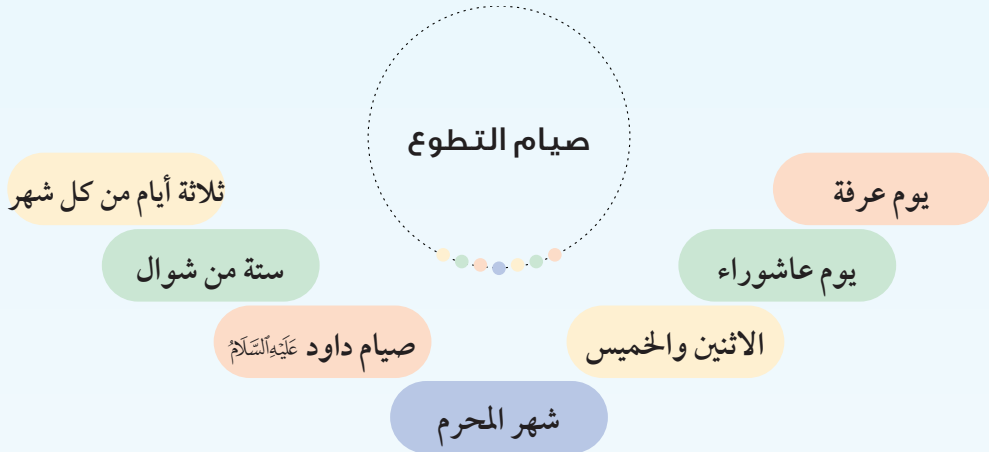 صيام التطوع
يوم عرفة
يوم عاشوراء
الاثنين والخميس
شهر المحرم
صيام داود عَلَيْهِ ٱلسَّلَامُ
ستة من شوال
ثلاثة أيام من كل شهر